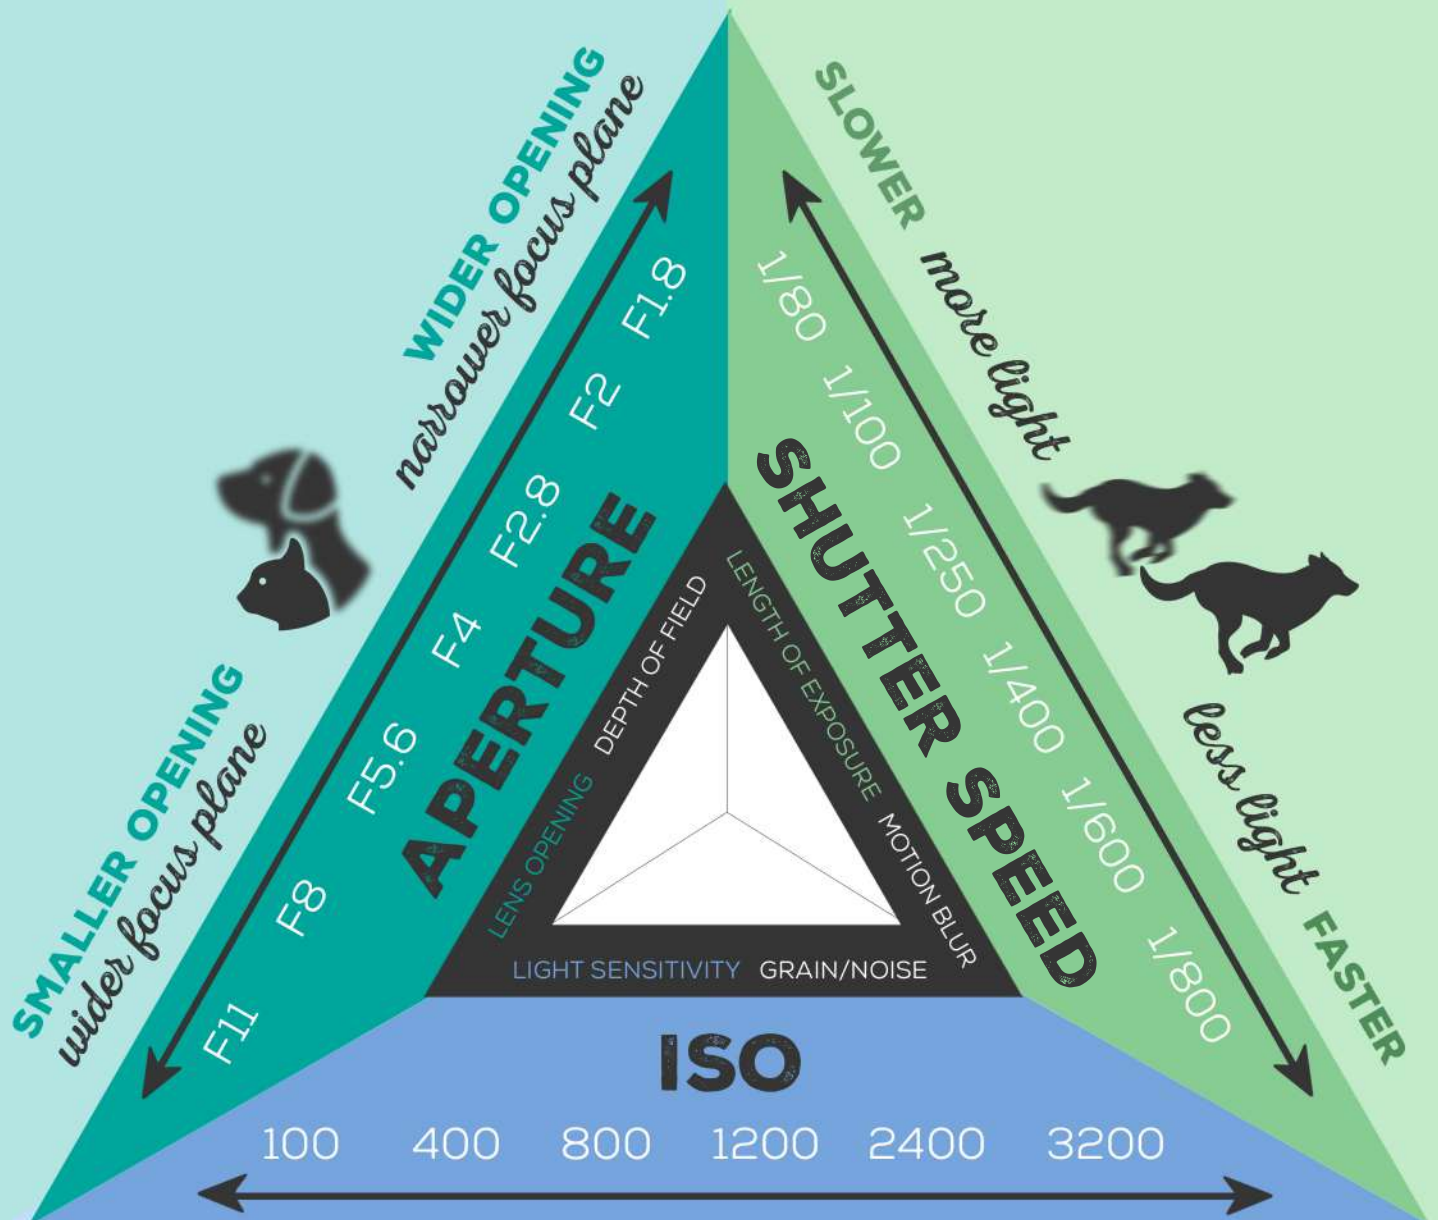 WIDER OPENING
narrower focus plane
SMALLER OPENING
wider focus plane
F1.8
F2
F2.8
F4
F5.6
F8
F11
APERTURE
LENS OPENING DEPTH OF FIELD
SLOWER more light
less light FASTER
1/80
1/100
1/250
1/400
1/600
1/800
SHUTTER SPEED
LENGTH OF EXPOSURE MOTION BLUR
LIGHT SENSITIVITY GRAIN/NOISE
ISO
100 400 800 1200 2400 3200